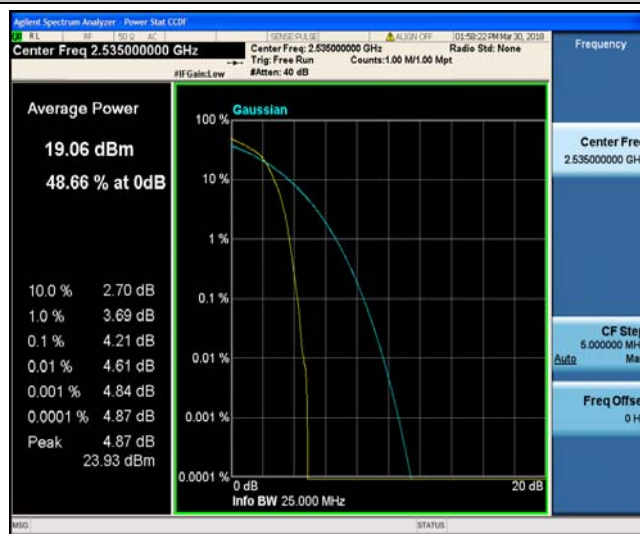 Agilent Spectrum Analyzer - Power Stat CCDF
RL RF 50 Ω AC SENSE:PULSE ALIGN OFF 01:58:22 PM Mar 30, 2018
Center Freq 2.535000000 GHz
Center Freq: 2.535000000 GHz Radio Std: None
Trig: Free Run Counts:1.00 M/1.00 Mpt
#IFGain:Low #Atten: 40 dB
Frequency
Average Power
19.06 dBm
48.66 % at 0dB
10.0 % 2.70 dB
1.0 % 3.69 dB
0.1 % 4.21 dB
0.01 % 4.61 dB
0.001 % 4.84 dB
0.0001 % 4.87 dB
Peak 4.87 dB
23.93 dBm
Gaussian
100 %
10 %
1 %
0.1 %
0.01 %
0.001 %
0.0001 %
0 dB 20 dB
Info BW 25.000 MHz
Center Fre
2.535000000 GH
CF Ste
5.000000 MH
Auto Ma
Freq Offse
0 H
MSG STATUS